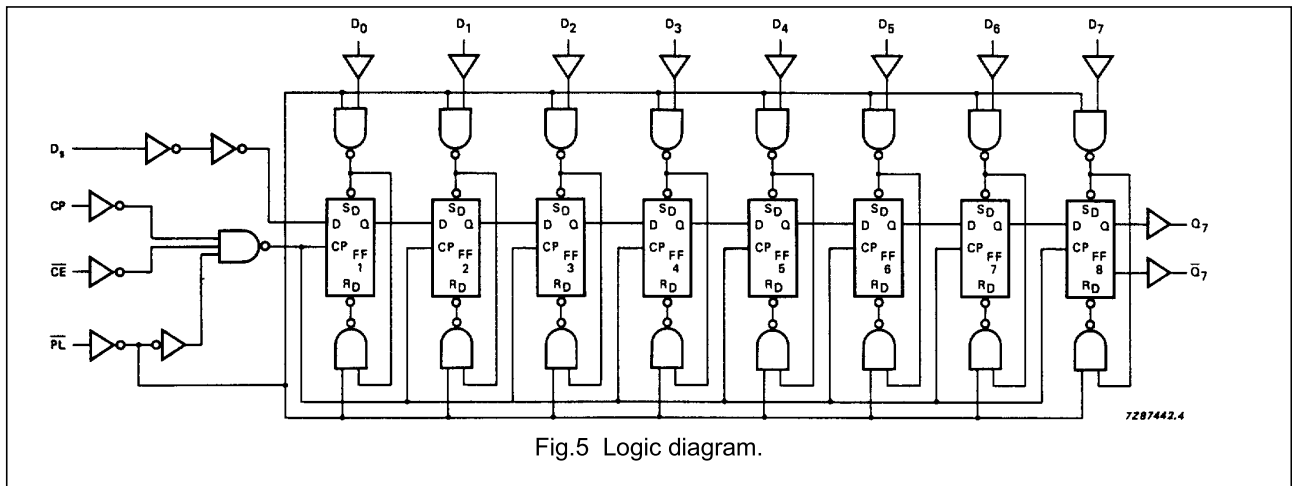 D0 D1 D2 D3 D4 D5 D6 D7
Ds
CP
C̅E̅
P̅L̅
SD SD SD SD SD SD SD SD
D Q D Q D Q D Q D Q D Q D Q D Q
Q7
CP CP CP CP CP CP CP CP
FF FF FF FF FF FF FF FF
1 2 3 4 5 6 7 8
Q̅7
RD RD RD RD RD RD RD RD
7287442.4
Fig.5 Logic diagram.